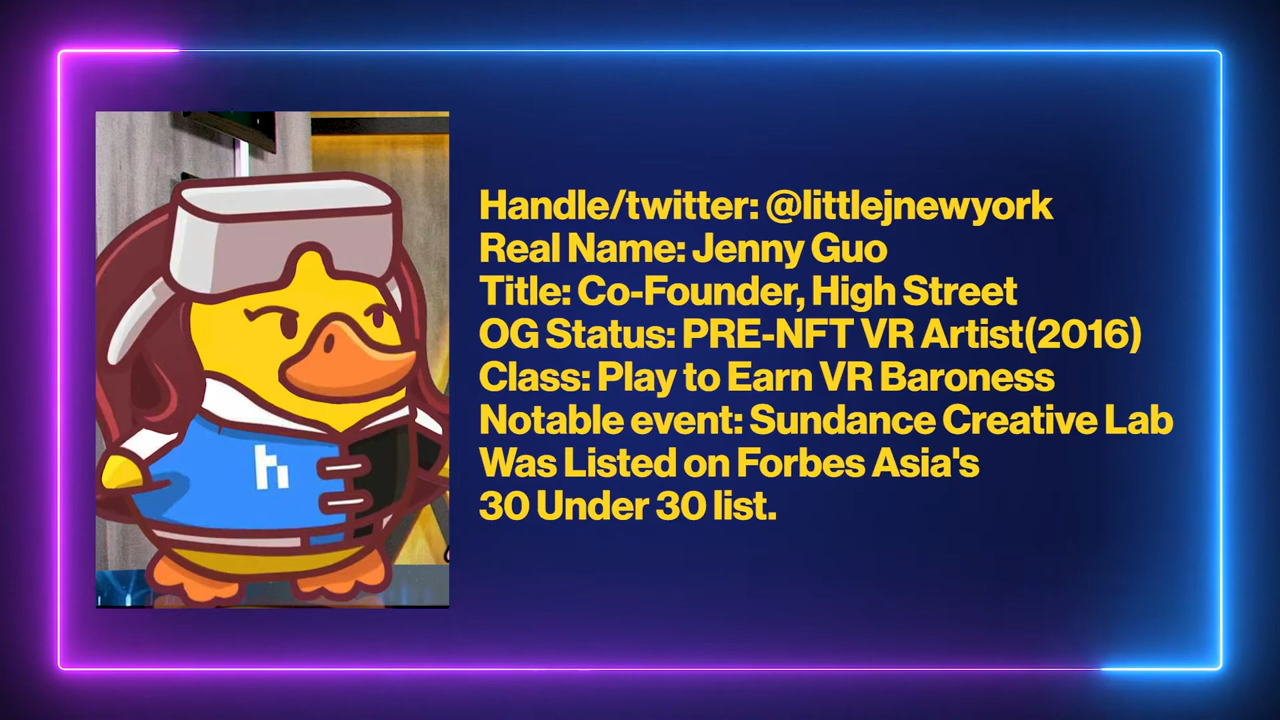 Handle/twitter: @littlejnewyork
Real Name: Jenny Guo
Title: Co-Founder, High Street
OG Status: PRE-NFT VR Artist(2016)
Class: Play to Earn VR Baroness
Notable event: Sundance Creative Lab
Was Listed on Forbes Asia's
30 Under 30 list.
h